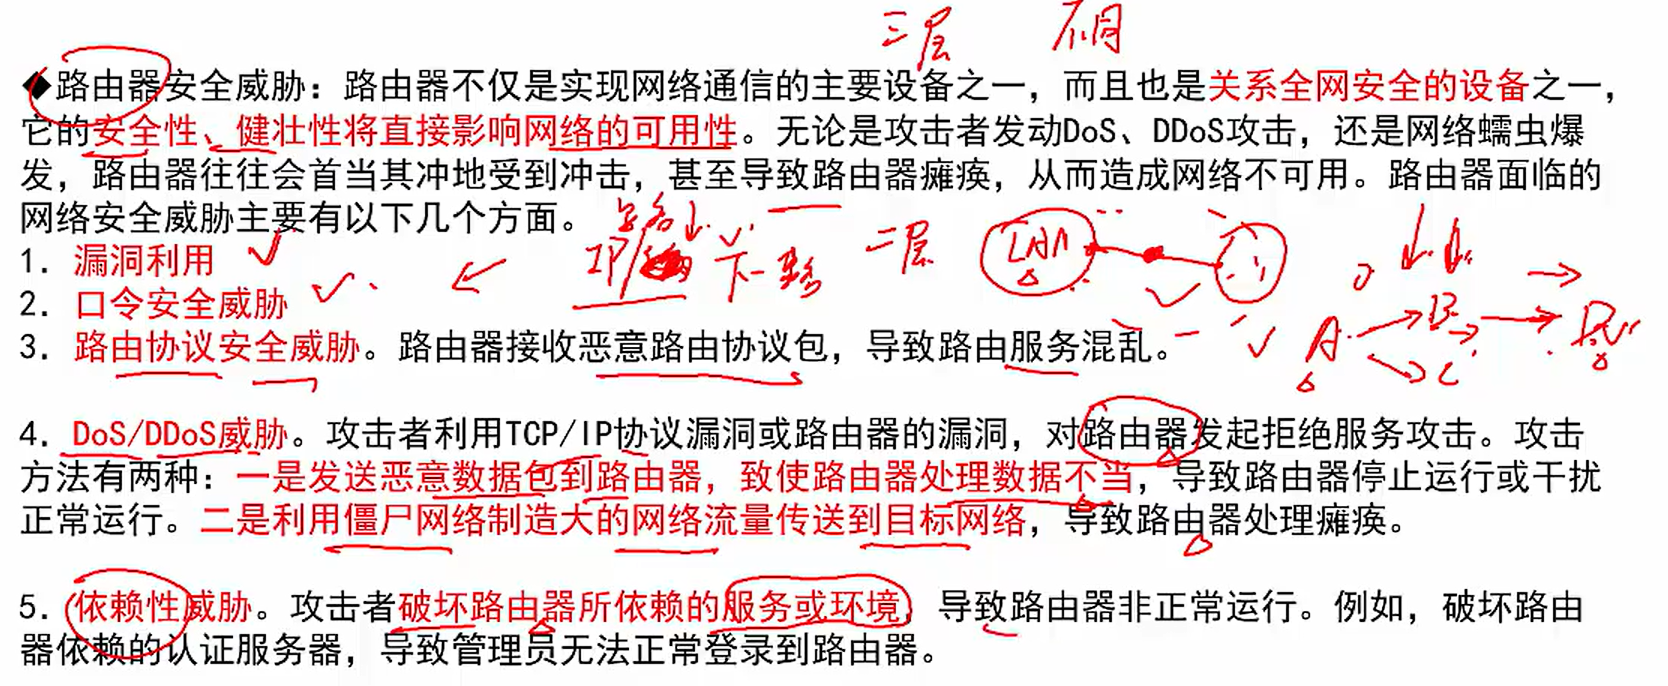 三层 不同
◆路由器安全威胁：路由器不仅是实现网络通信的主要设备之一，而且也是关系全网安全的设备之一，
它的安全性、健壮性将直接影响网络的可用性。无论是攻击者发动DoS、DDoS攻击，还是网络蠕虫爆
发，路由器往往会首当其冲地受到冲击，甚至导致路由器瘫痪，从而造成网络不可用。路由器面临的
网络安全威胁主要有以下几个方面。
二层 LAN
1．漏洞利用
IP 下一
2．口令安全威胁
A B C
3．路由协议安全威胁。路由器接收恶意路由协议包，导致路由服务混乱。
4．DoS/DDoS威胁。攻击者利用TCP/IP协议漏洞或路由器的漏洞，对路由器发起拒绝服务攻击。攻击
方法有两种：一是发送恶意数据包到路由器，致使路由器处理数据不当，导致路由器停止运行或干扰
正常运行。二是利用僵尸网络制造大的网络流量传送到目标网络，导致路由器处理瘫痪。
5．依赖性威胁。攻击者破坏路由器所依赖的服务或环境，导致路由器非正常运行。例如，破坏路由
器依赖的认证服务器，导致管理员无法正常登录到路由器。